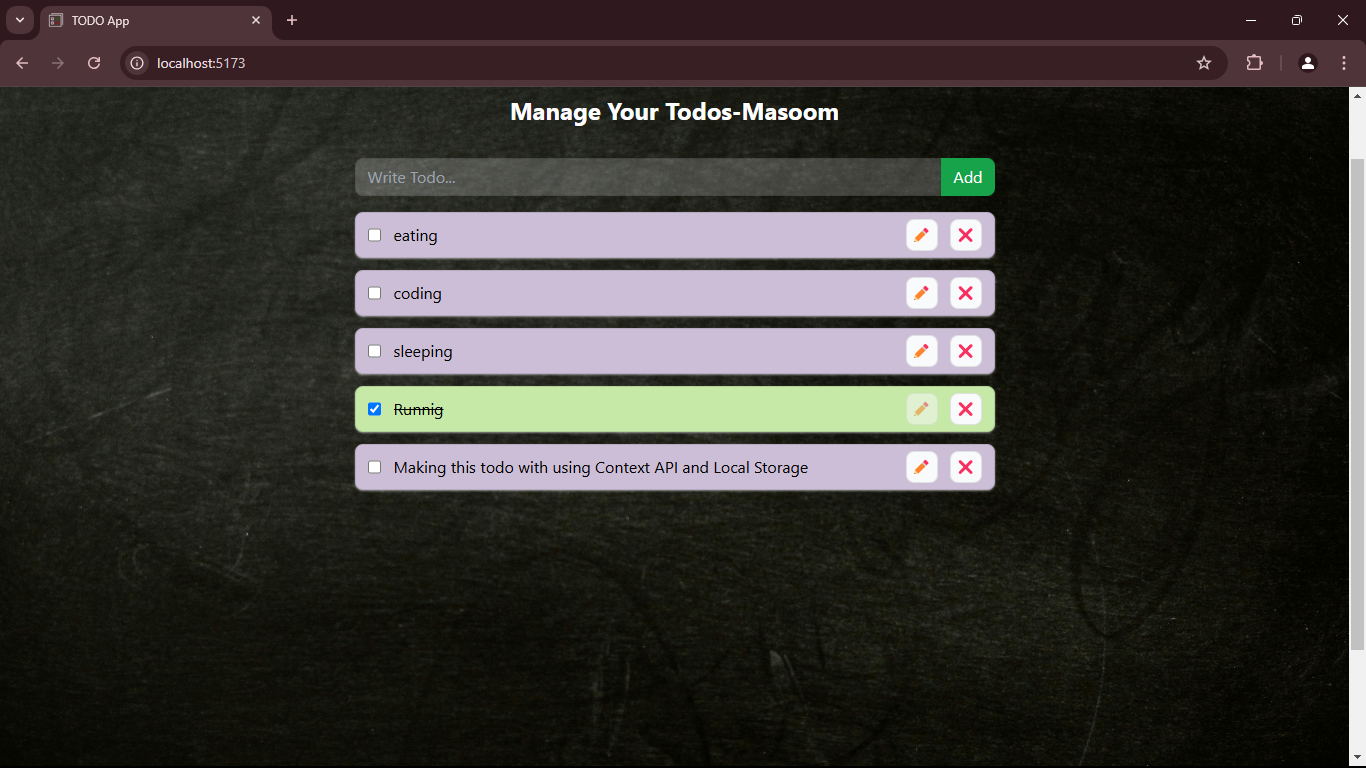 TODO App
localhost:5173
Manage Your Todos-Masoom
Write Todo...
Add
eating
coding
sleeping
Runnig
Making this todo with using Context API and Local Storage